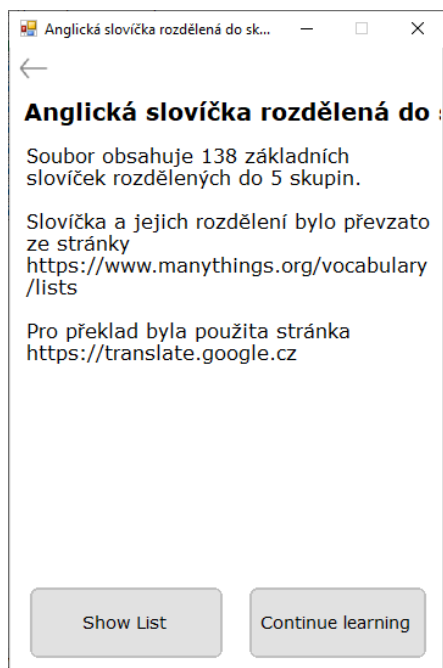 Anglická slovíčka rozdělená do sk...
Anglická slovíčka rozdělená do
Soubor obsahuje 138 základních
slovíček rozdělených do 5 skupin.
Slovíčka a jejich rozdělení bylo převzato
ze stránky
https://www.manythings.org/vocabulary
/lists
Pro překlad byla použita stránka
https://translate.google.cz
Show List
Continue learning